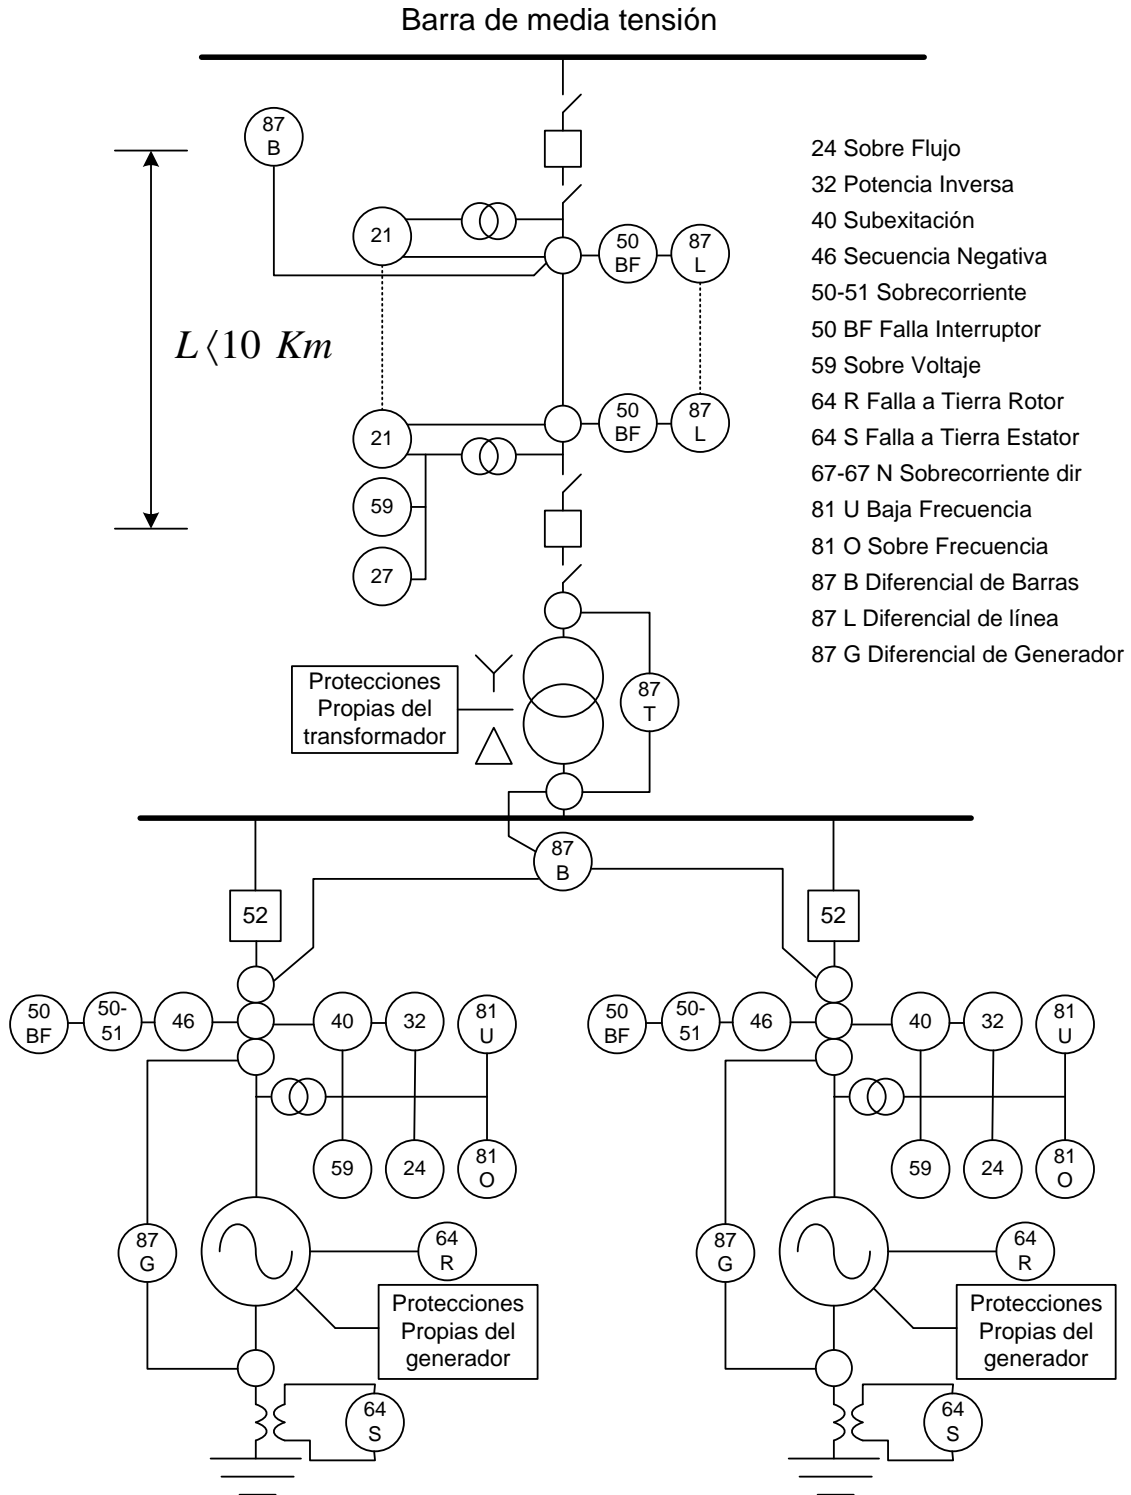 Barra de media tensión
87
B
21
50
BF
87
L
L〈10 Km
21
50
BF
87
L
59
27
24 Sobre Flujo
32 Potencia Inversa
40 Subexitación
46 Secuencia Negativa
50-51 Sobrecorriente
50 BF Falla Interruptor
59 Sobre Voltaje
64 R Falla a Tierra Rotor
64 S Falla a Tierra Estator
67-67 N Sobrecorriente dir
81 U Baja Frecuencia
81 O Sobre Frecuencia
87 B Diferencial de Barras
87 L Diferencial de línea
87 G Diferencial de Generador
Protecciones
Propias del
transformador
87
T
87
B
52
52
50
BF
50-
51
46
40
32
81
U
59
24
81
O
87
G
64
R
Protecciones
Propias del
generador
64
S
50
BF
50-
51
46
40
32
81
U
59
24
81
O
87
G
64
R
Protecciones
Propias del
generador
64
S